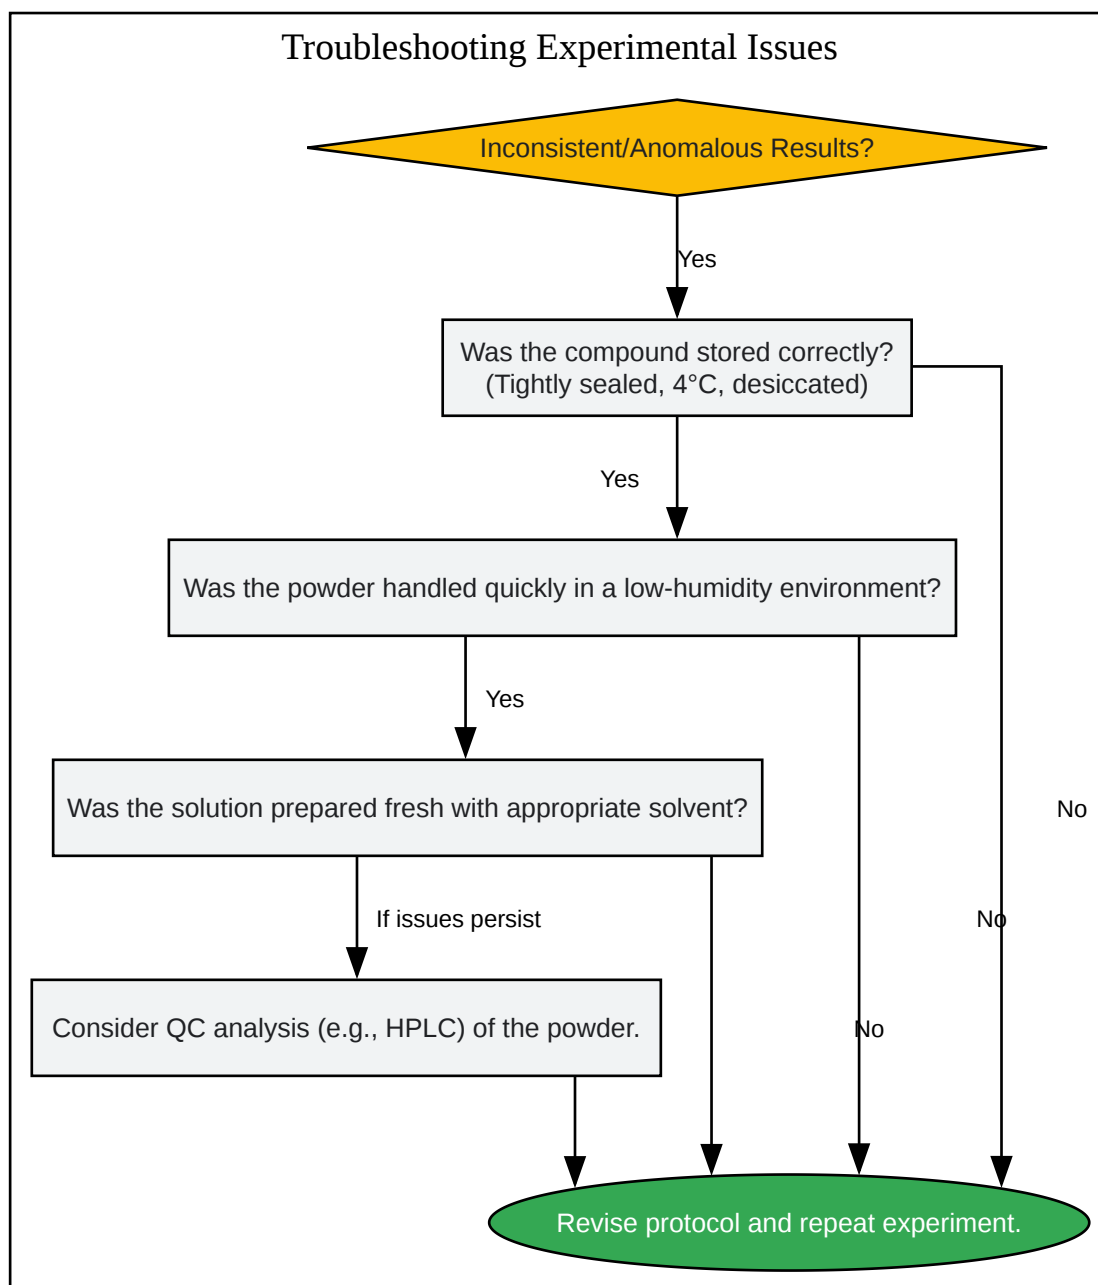 Troubleshooting Experimental Issues
Inconsistent/Anomalous Results?
Yes
Was the compound stored correctly?
(Tightly sealed, 4°C, desiccated)
Yes
Was the powder handled quickly in a low-humidity environment?
Yes
Was the solution prepared fresh with appropriate solvent?
No
If issues persist
No
Consider QC analysis (e.g., HPLC) of the powder.
No
Revise protocol and repeat experiment.